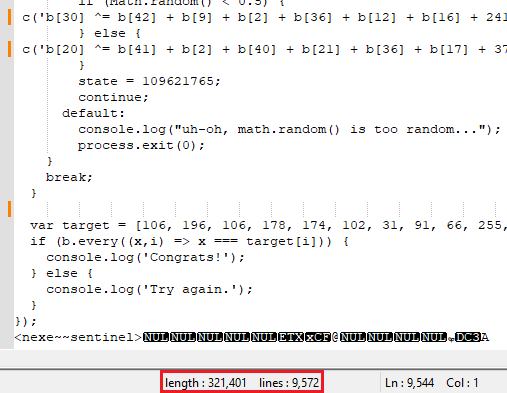 if (Math.random() < 0.5) {
c('b[30] ^= b[42] + b[9] + b[2] + b[36] + b[12] + b[16] + 241
} else {
c('b[20] ^= b[41] + b[2] + b[40] + b[21] + b[36] + b[17] + 37
}
state = 109621765;
continue;
default:
console.log("uh-oh, math.random() is too random...");
process.exit(0);
}
break;
}
var target = [106, 196, 106, 178, 174, 102, 31, 91, 66, 255,
if (b.every((x,i) => x === target[i])) {
console.log('Congrats!');
} else {
console.log('Try again.');
}
});
<nexe~~sentinel>NULNULNULNULNULETXxCF@NULNULNULNULDC3A
length : 321,401 lines : 9,572 Ln : 9,544 Col : 1